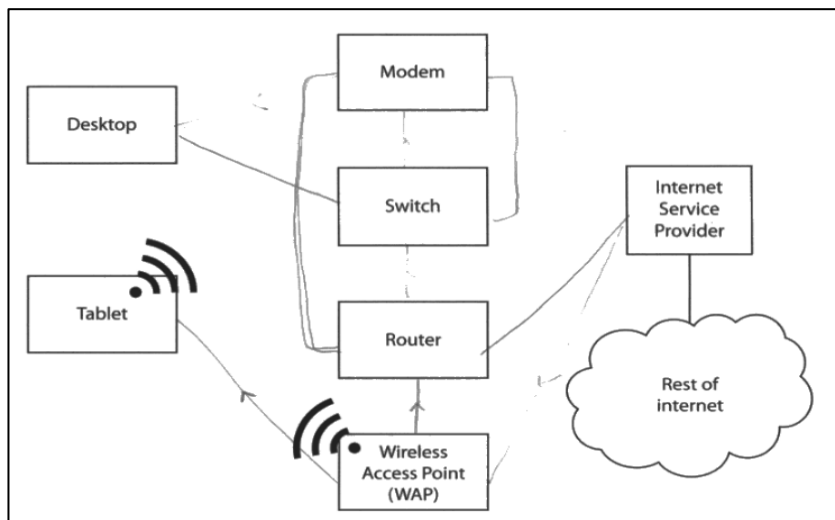 Modem
Desktop
Switch
Internet
Service
Provider
Tablet
Router
Rest of
internet
Wireless
Access Point
(WAP)